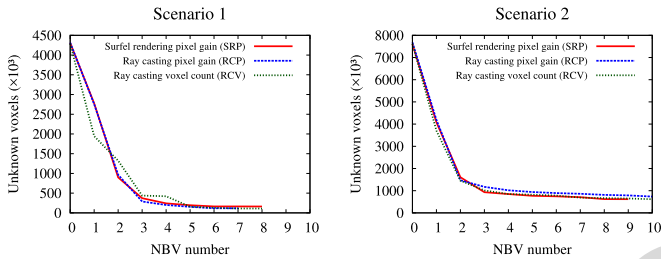 Scenario 1
Unknown voxels (×10³)
4500
4000
3500
3000
2500
2000
1500
1000
500
0
Surfel rendering pixel gain (SRP)
Ray casting pixel gain (RCP)
Ray casting voxel count (RCV)
0 1 2 3 4 5 6 7 8 9 10
NBV number
Scenario 2
Unknown voxels (×10³)
8000
7000
6000
5000
4000
3000
2000
1000
0
Surfel rendering pixel gain (SRP)
Ray casting pixel gain (RCP)
Ray casting voxel count (RCV)
0 1 2 3 4 5 6 7 8 9 10
NBV number